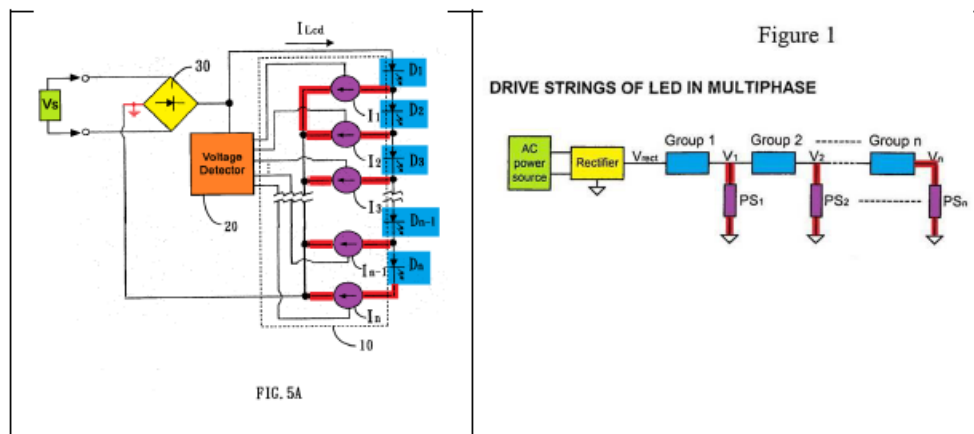 I Led
30
Vs
Voltage
Detector
20
D1
D2
D3
Dn-1
Dn
I1
I2
I3
In-1
In
10
FIG. 5A
Figure 1
DRIVE STRINGS OF LED IN MULTIPHASE
AC
power
source
Rectifier
Vrect
Group 1
V1
Group 2
V2
Group n
Vn
PS1
PS2
PSn